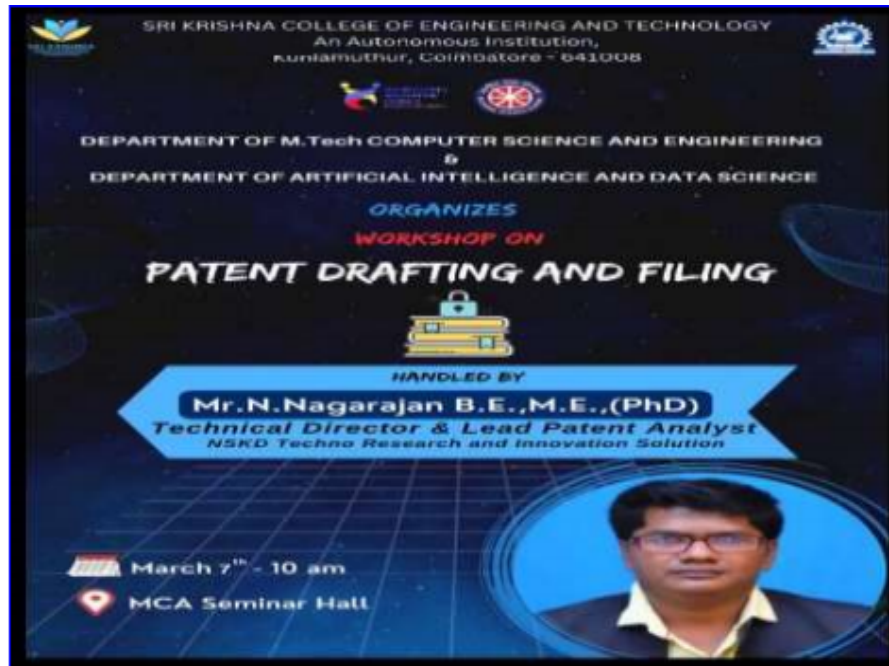 SRI KRISHNA COLLEGE OF ENGINEERING AND TECHNOLOGY
An Autonomous Institution,
Kuniamuthur, Coimbatore - 641008
DEPARTMENT OF M.Tech COMPUTER SCIENCE AND ENGINEERING
&
DEPARTMENT OF ARTIFICIAL INTELLIGENCE AND DATA SCIENCE
ORGANIZES
WORKSHOP ON
PATENT DRAFTING AND FILING
HANDLED BY
Mr.N.Nagarajan B.E.,M.E.,(PhD)
Technical Director & Lead Patent Analyst
NSKD Techno Research and Innovation Solution
March 7th - 10 am
MCA Seminar Hall